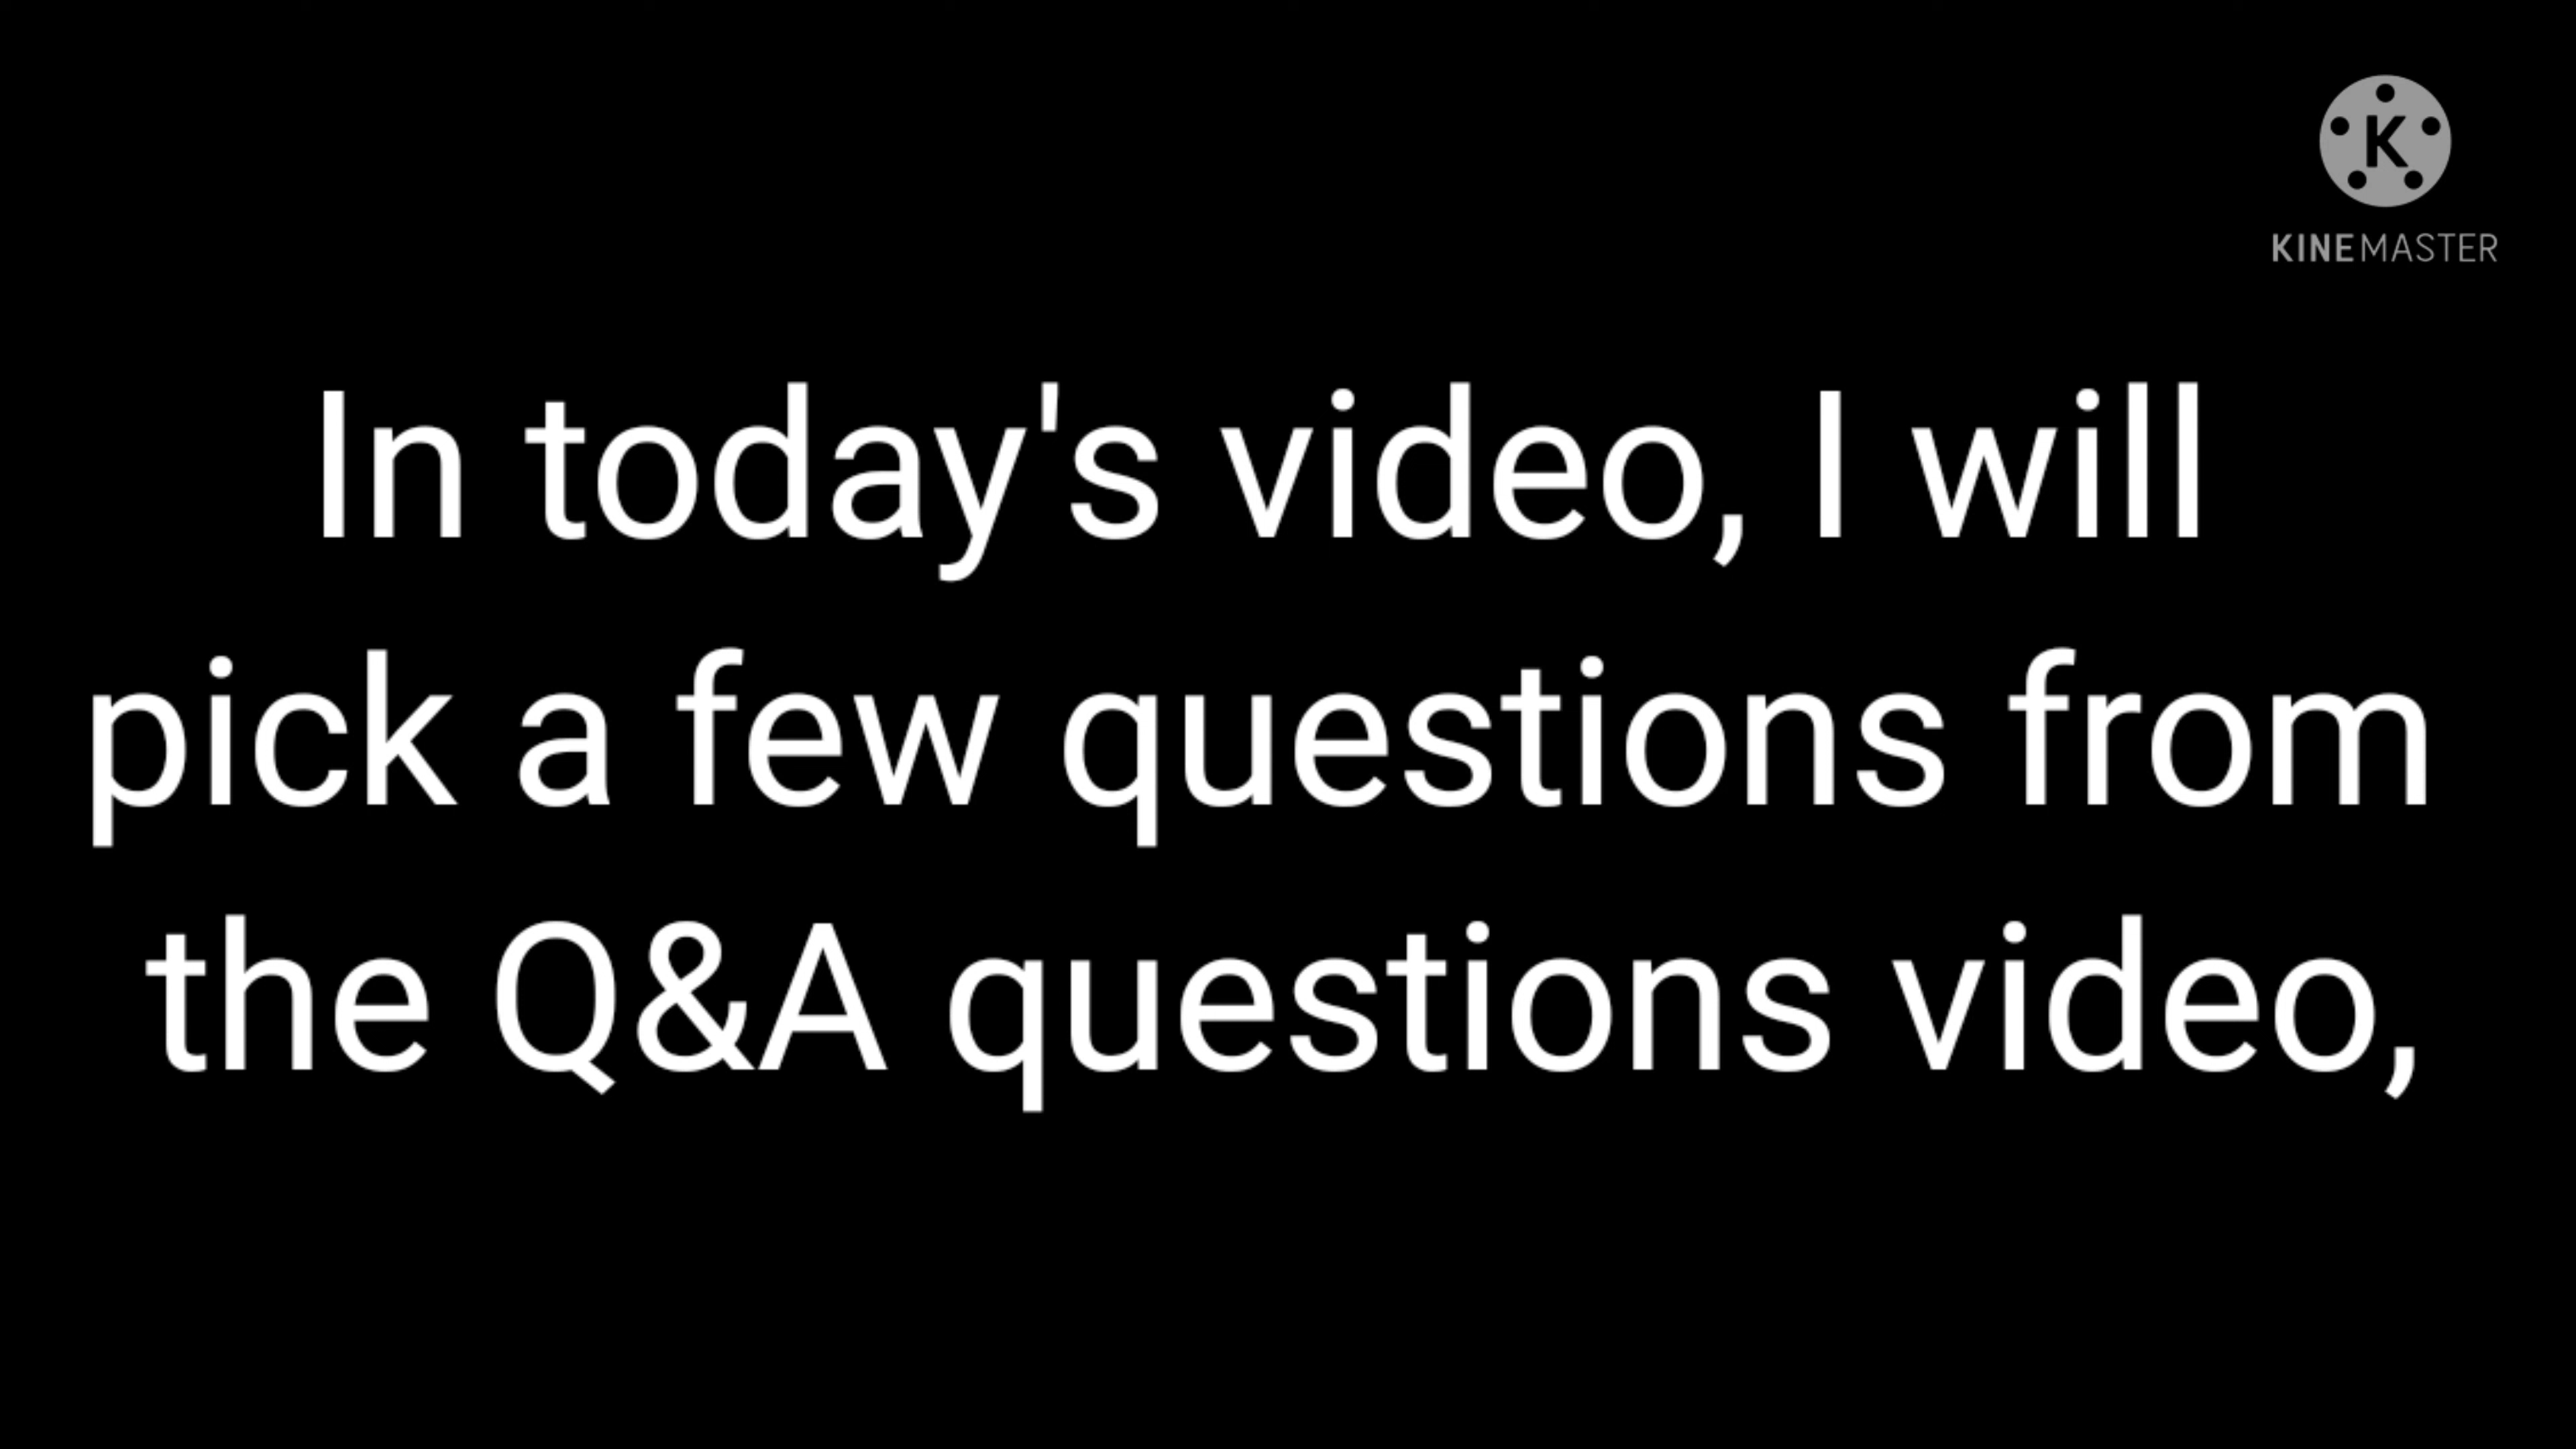 K
KINEMASTER
In today's video, I will
pick a few questions from
the Q&A questions video,